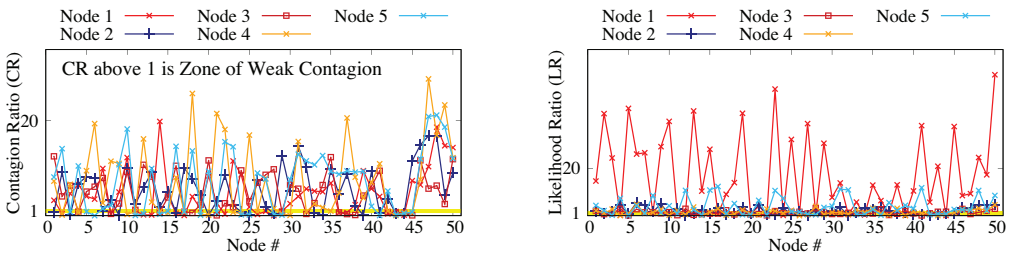 Node 1 Node 3 Node 5
Node 2 Node 4
CR above 1 is Zone of Weak Contagion
Contagion Ratio (CR)
20
1
0 5 10 15 20 25 30 35 40 45 50
Node #
Node 1 Node 3 Node 5
Node 2 Node 4
Likelihood Ratio (LR)
20
1
0 5 10 15 20 25 30 35 40 45 50
Node #